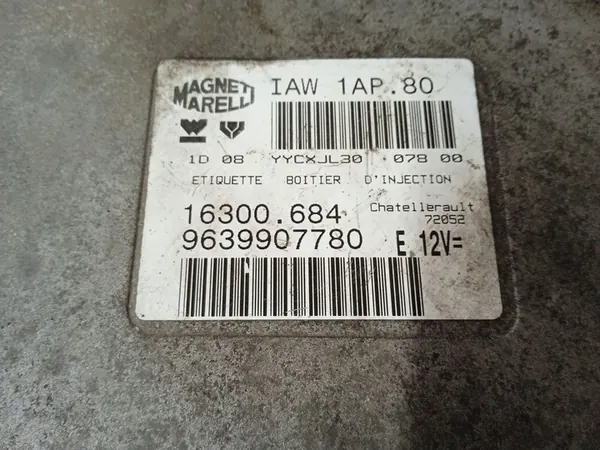 MAGNETI
MARELLI
IAW 1AP.80
1D 08 YYCXJL30 078 00
ETIQUETTE BOITIER D'INJECTION
16300.684
Chatellerault
72052
9639907780 E 12V=